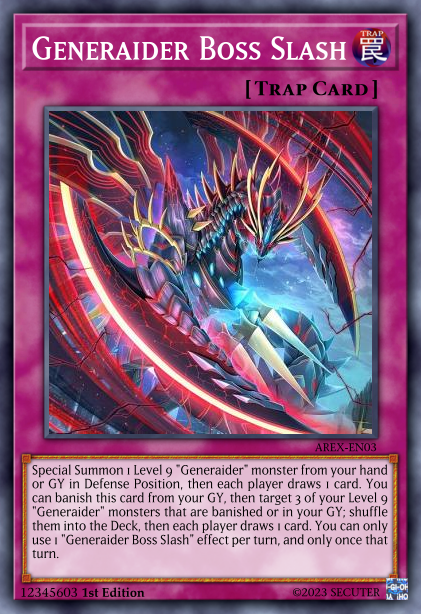 Generaider Boss Slash
TRAP
罠
[Trap Card]
AREX-EN03
Special Summon 1 Level 9 "Generaider" monster from your hand
or GY in Defense Position, then each player draws 1 card. You
can banish this card from your GY, then target 3 of your Level 9
"Generaider" monsters that are banished or in your GY; shuffle
them into the Deck, then each player draws 1 card. You can only
use 1 "Generaider Boss Slash" effect per turn, and only once that
turn.
12345603 1st Edition
©2023 SECUTER